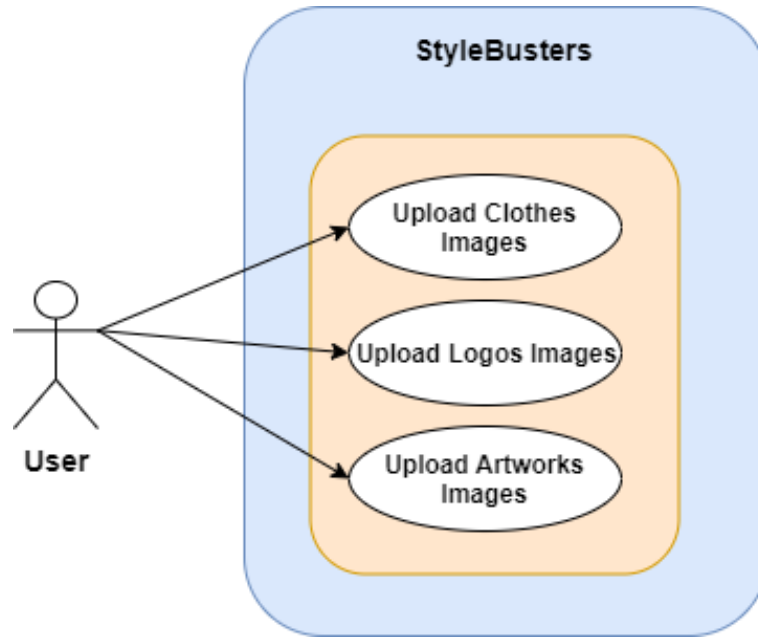 StyleBusters
Upload Clothes
Images
Upload Logos Images
Upload Artworks
Images
User